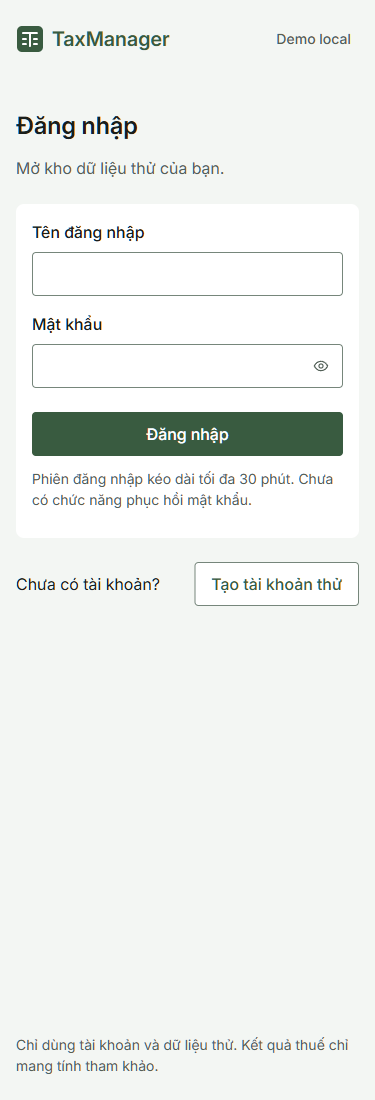 TaxManager
Demo local
Đăng nhập
Mở kho dữ liệu thử của bạn.
Tên đăng nhập
Mật khẩu
Đăng nhập
Phiên đăng nhập kéo dài tối đa 30 phút. Chưa
có chức năng phục hồi mật khẩu.
Chưa có tài khoản?
Tạo tài khoản thử
Chỉ dùng tài khoản và dữ liệu thử. Kết quả thuế chỉ
mang tính tham khảo.